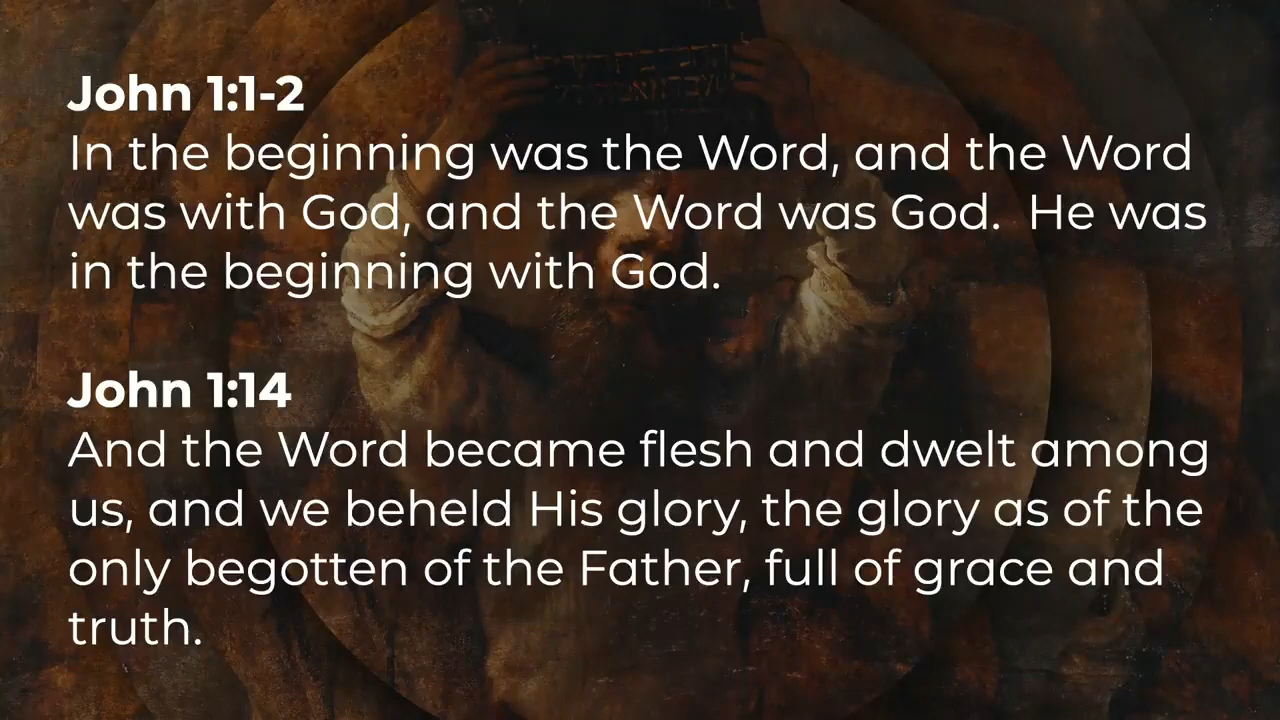 John 1:1-2
In the beginning was the Word, and the Word
was with God, and the Word was God.  He was
in the beginning with God.
John 1:14
And the Word became flesh and dwelt among
us, and we beheld His glory, the glory as of the
only begotten of the Father, full of grace and
truth.